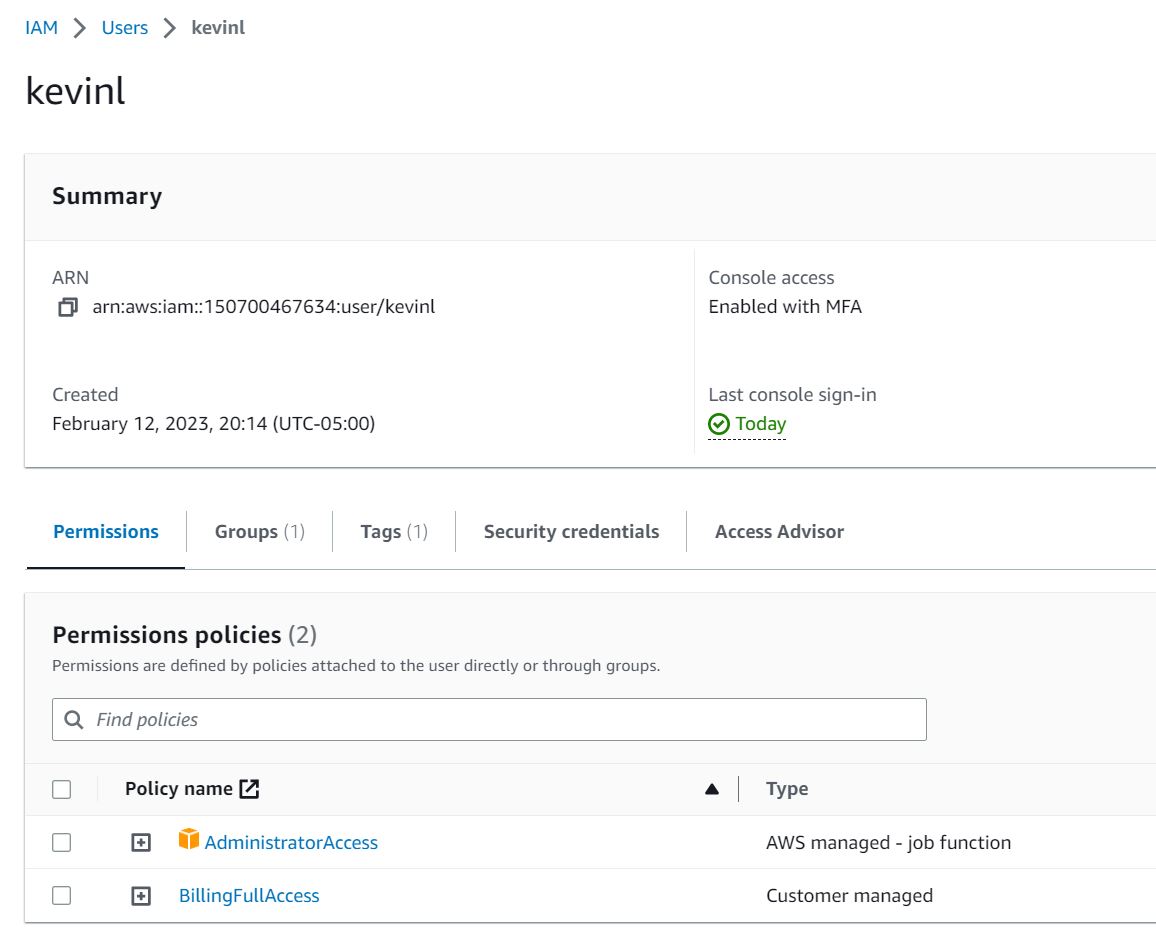 IAM > Users > kevinl
kevinl
Summary
ARN
arn:aws:iam::150700467634:user/kevinl
Console access
Enabled with MFA
Created
February 12, 2023, 20:14 (UTC-05:00)
Last console sign-in
Today
Permissions Groups (1) Tags (1) Security credentials Access Advisor
Permissions policies (2)
Permissions are defined by policies attached to the user directly or through groups.
Find policies
Policy name Type
AdministratorAccess AWS managed - job function
BillingFullAccess Customer managed